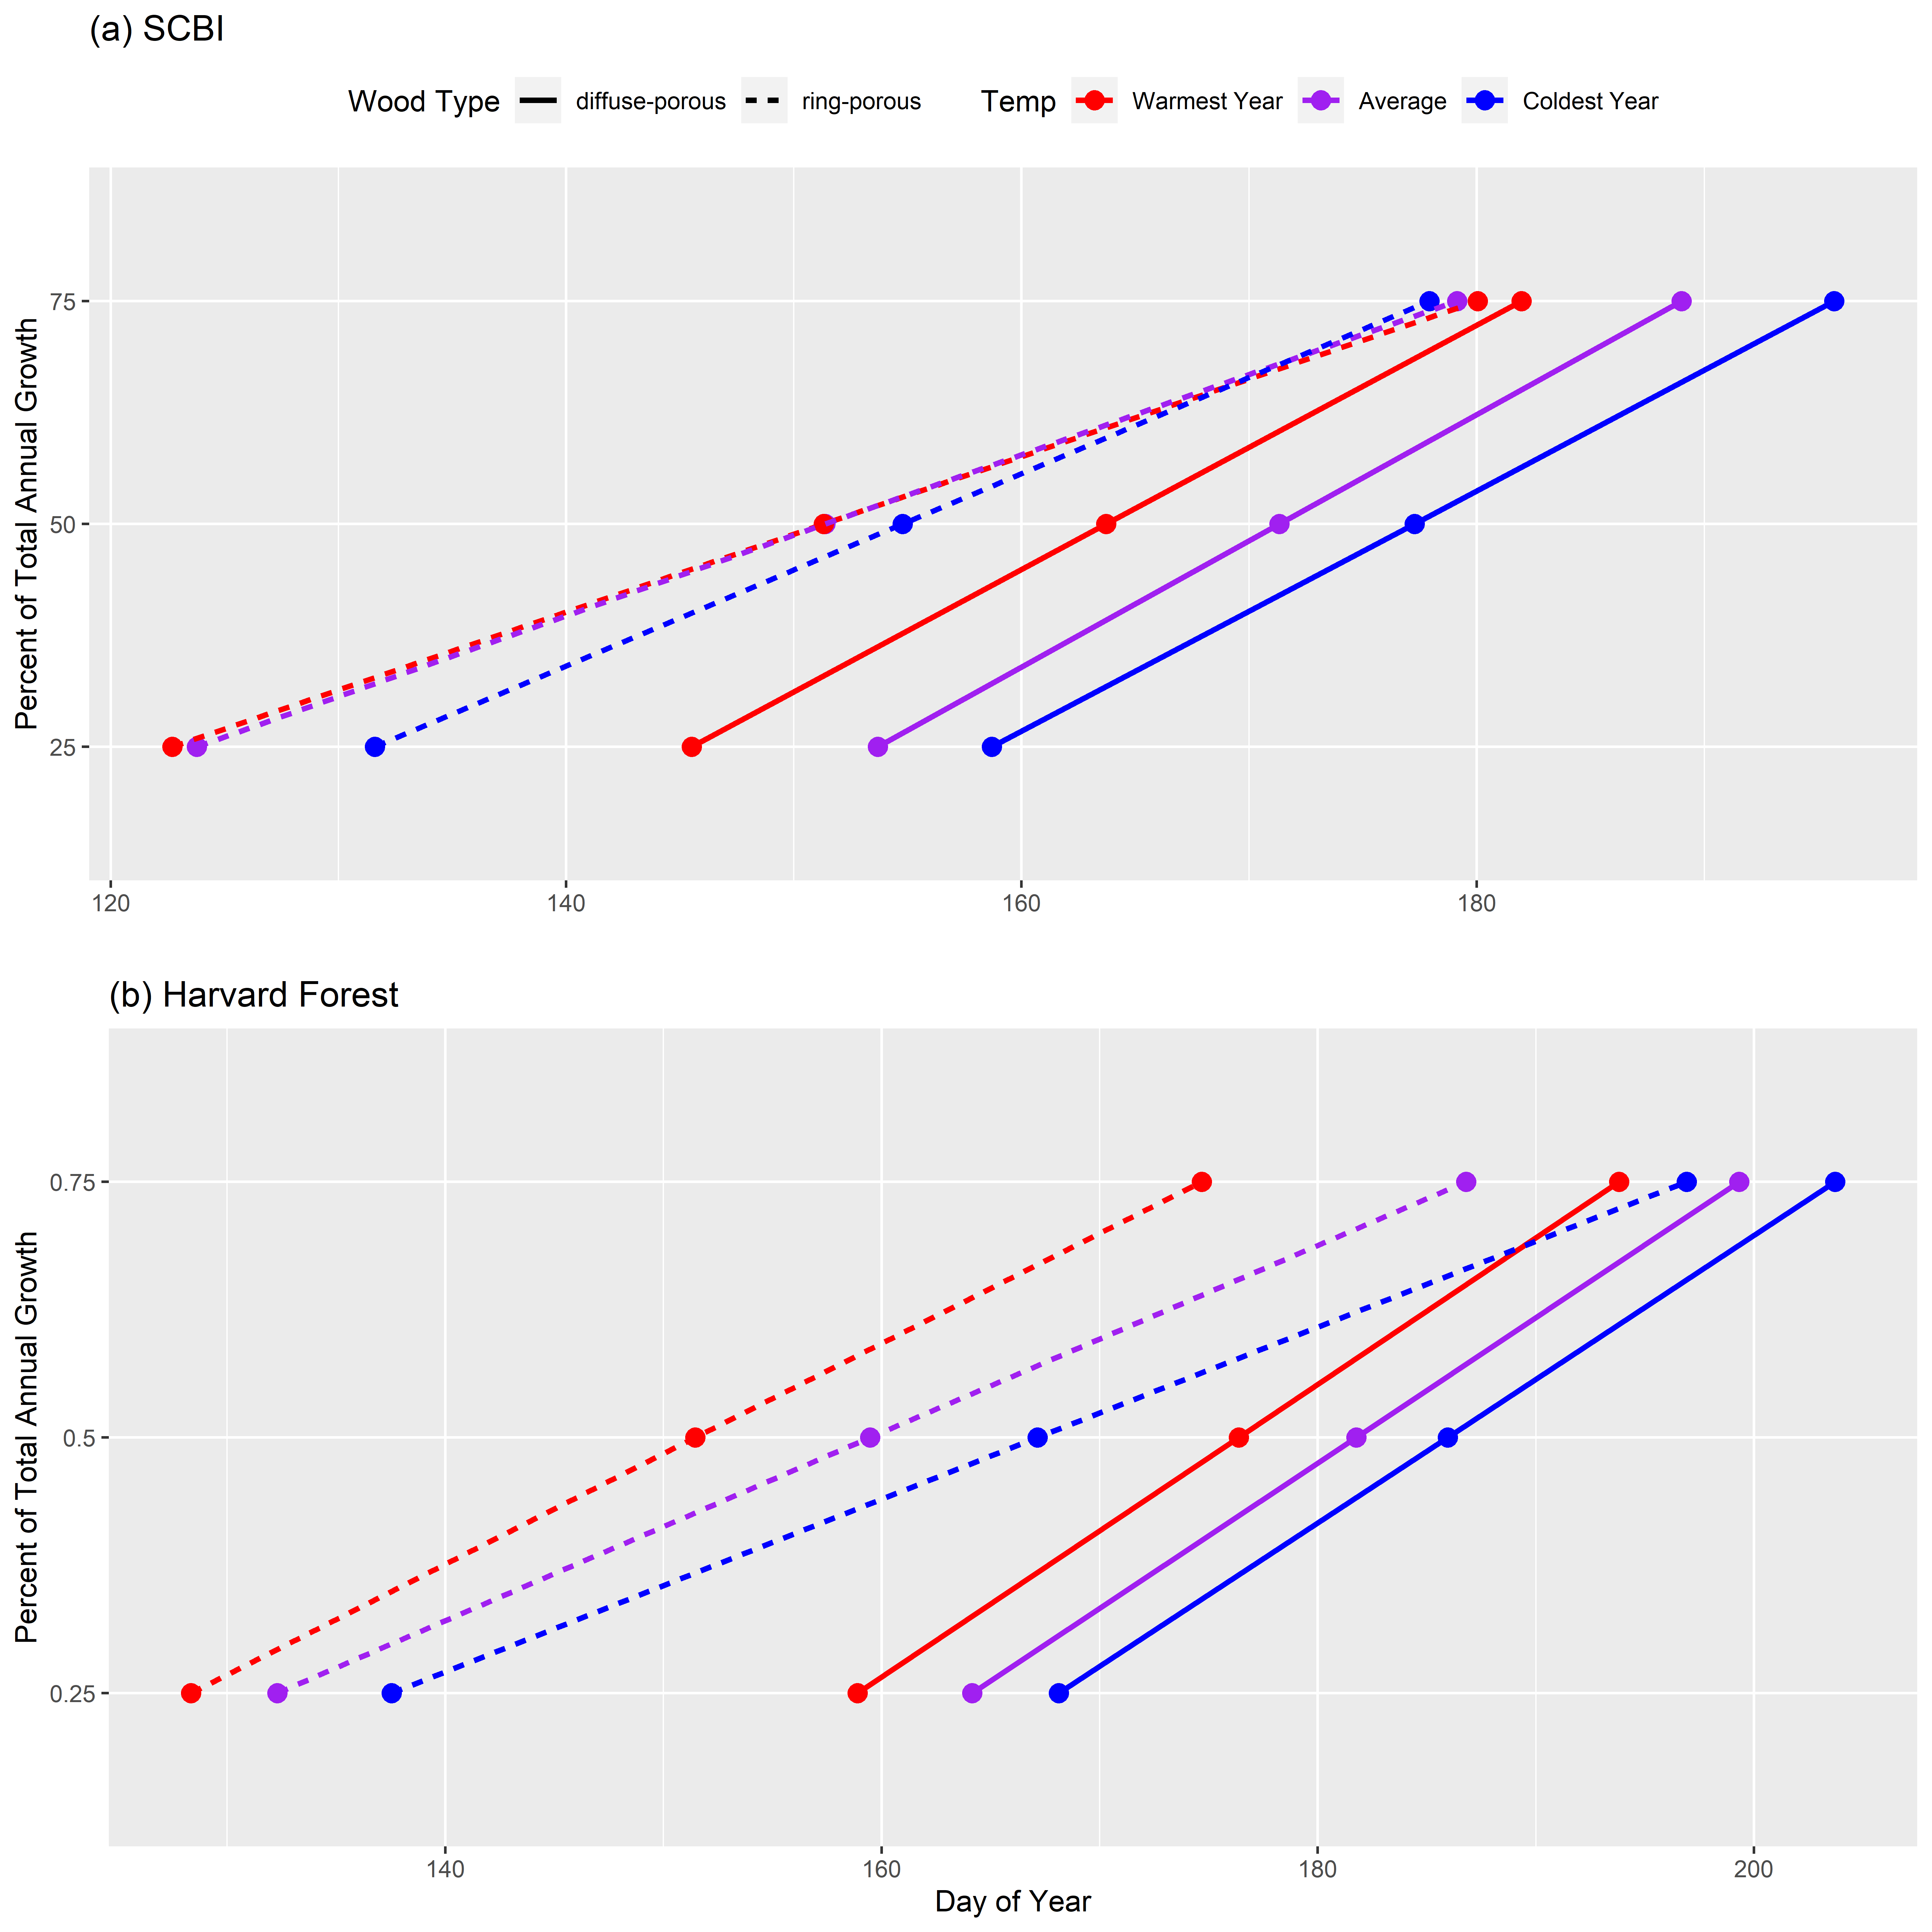 (a) SCBI
Wood Type diffuse-porous ring-porous Temp Warmest Year Average Coldest Year
Percent of Total Annual Growth
75
50
25
120 140 160 180
(b) Harvard Forest
Percent of Total Annual Growth
0.75
0.5
0.25
140 160 180 200
Day of Year